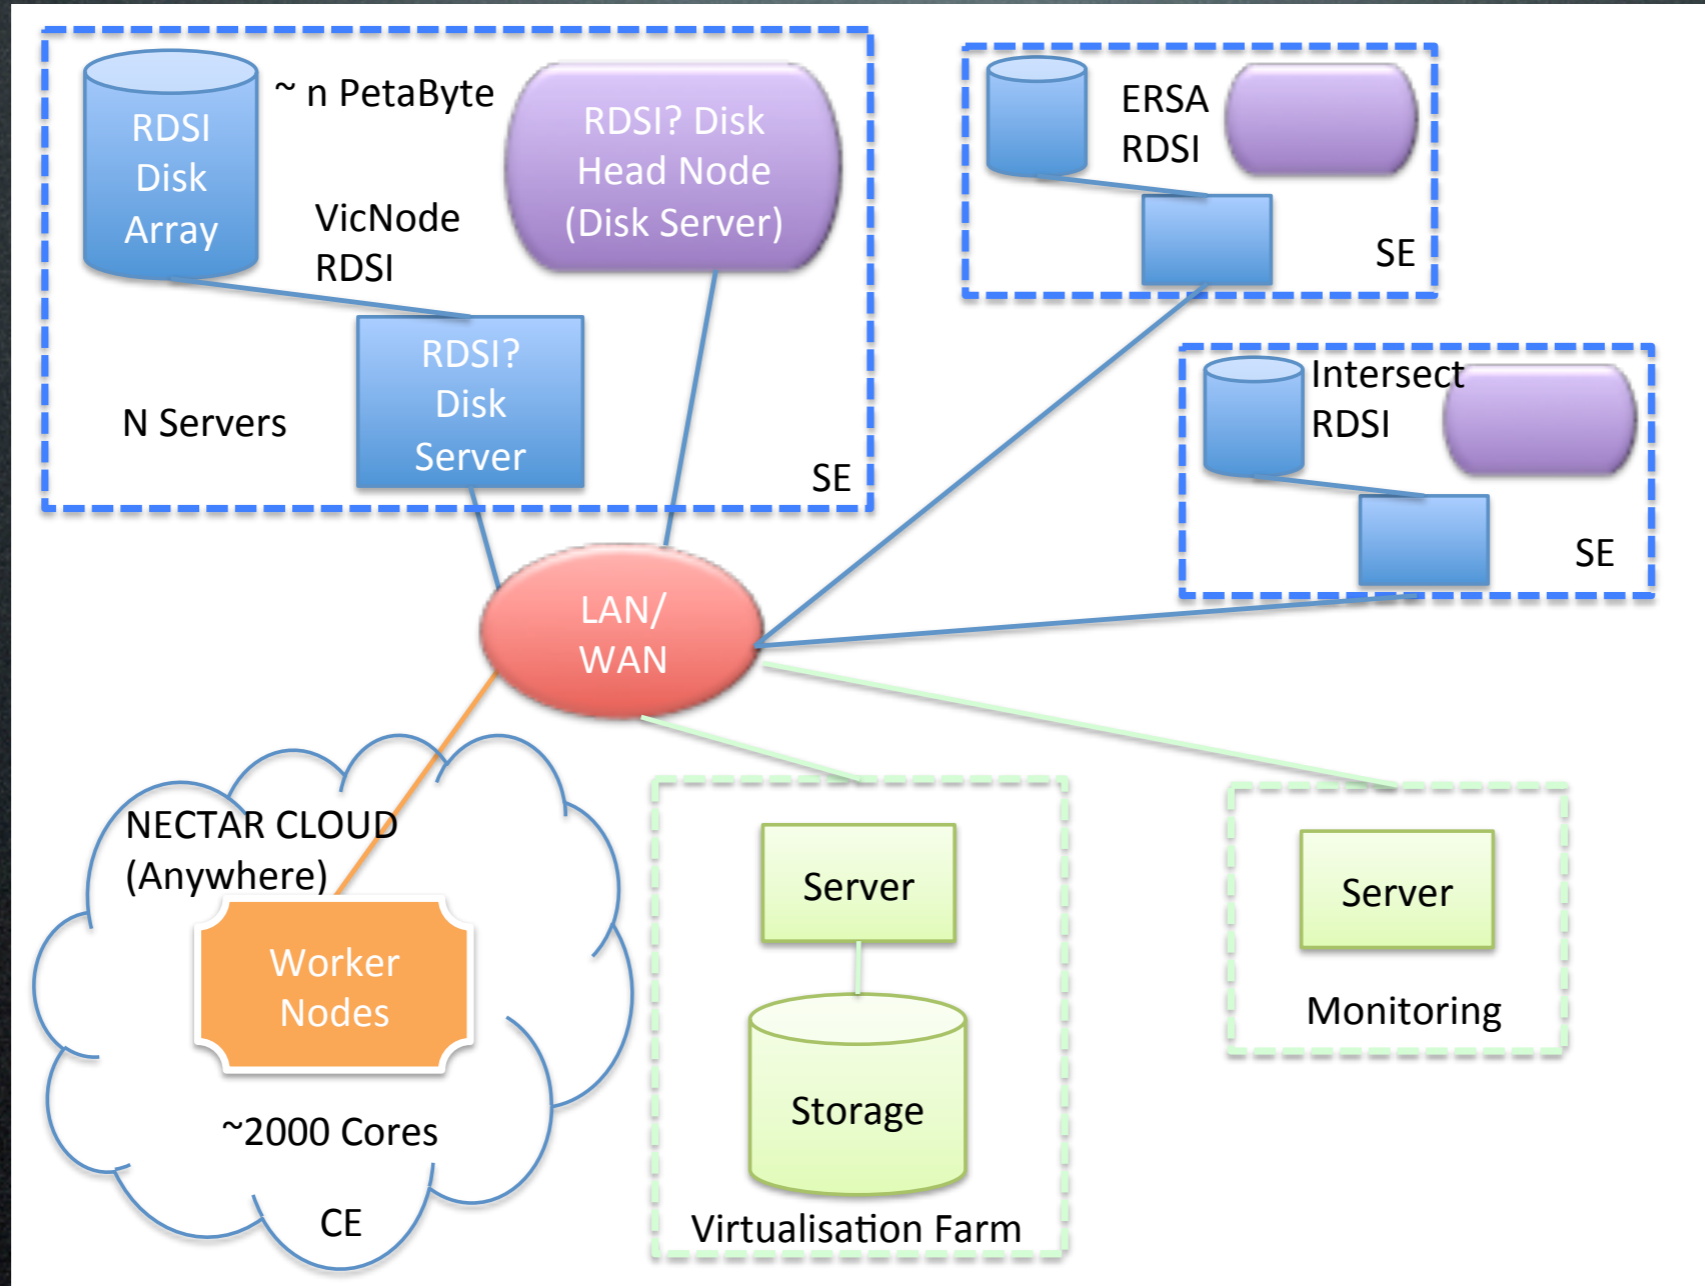 RDSI
Disk
Array
~ n PetaByte
RDSI? Disk
Head Node
(Disk Server)
VicNode
RDSI
RDSI?
Disk
Server
N Servers
SE
ERSA
RDSI
SE
Intersect
RDSI
SE
LAN/
WAN
NECTAR CLOUD
(Anywhere)
Worker
Nodes
~2000 Cores
CE
Server
Storage
Virtualisation Farm
Server
Monitoring